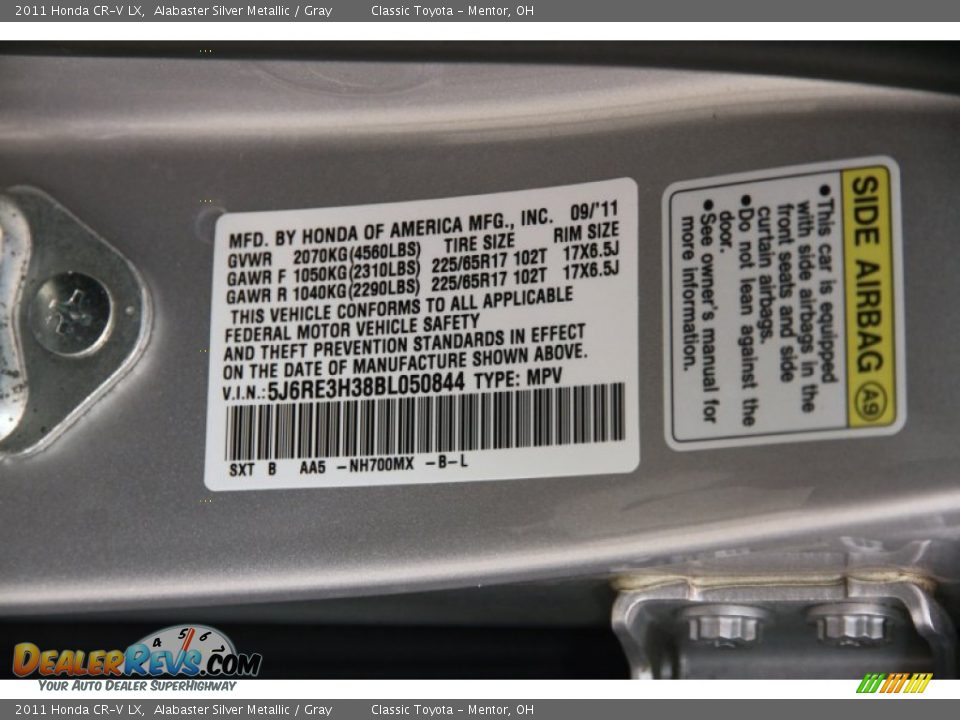 2011 Honda CR-V LX,  Alabaster Silver Metallic / Gray     Classic Toyota - Mentor, OH
MFD. BY HONDA OF AMERICA MFG., INC.  09/'11
GVWR  2070KG(4560LBS)  TIRE SIZE  RIM SIZE
GAWR F 1050KG(2310LBS) 225/65R17 102T 17X6.5J
GAWR R 1040KG(2290LBS) 225/65R17 102T 17X6.5J
THIS VEHICLE CONFORMS TO ALL APPLICABLE
FEDERAL MOTOR VEHICLE SAFETY
AND THEFT PREVENTION STANDARDS IN EFFECT
ON THE DATE OF MANUFACTURE SHOWN ABOVE.
V.I.N.:5J6RE3H38BL050844 TYPE: MPV
SXT B  AA5 -NH700MX -B-L
SIDE AIRBAG A9
●This car is equipped
with side airbags in the
front seats and side
curtain airbags.
●Do not lean against the
door.
●See owner's manual for
more information.
4 5 6
DEALERREVS.COM
YOUR AUTO DEALER SUPERHIGHWAY
2011 Honda CR-V LX,  Alabaster Silver Metallic / Gray     Classic Toyota - Mentor, OH